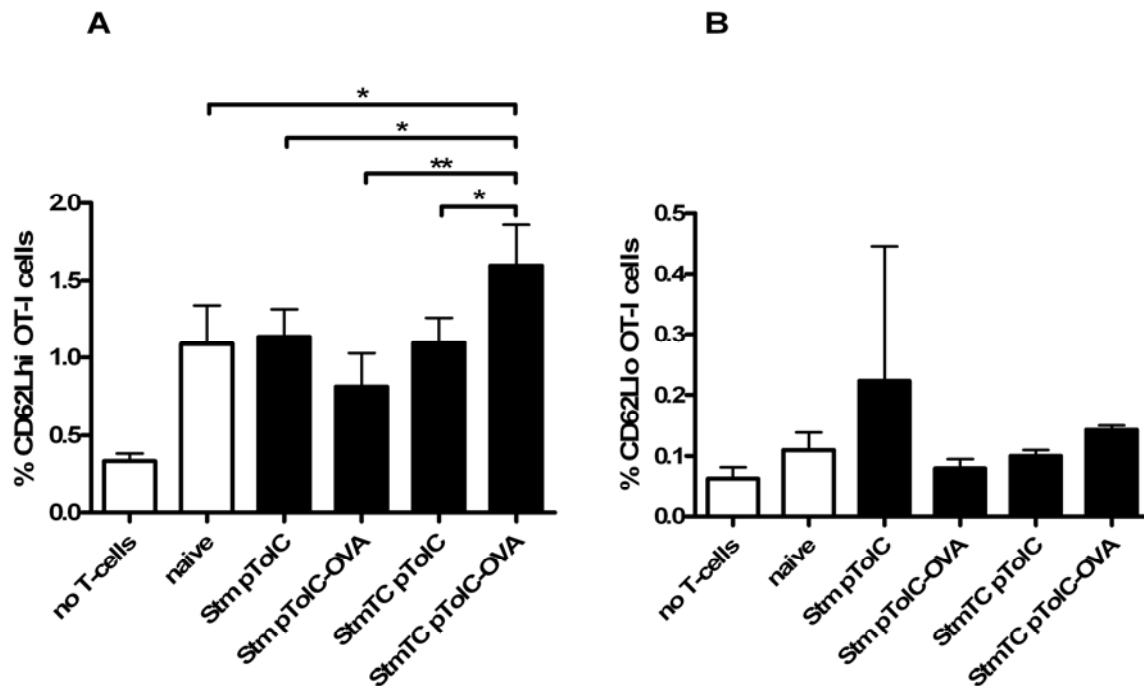 A
B
*
*
**
*
% CD62Lhi OT-I cells
2.0
1.5
1.0
0.5
0.0
no T-cells
naive
Stm pTolC
Stm pTolC-OVA
StmTC pTolC
StmTC pTolC-OVA
% CD62Llo OT-I cells
0.5
0.4
0.3
0.2
0.1
0.0
no T-cells
naive
Stm pTolC
Stm pTolC-OVA
StmTC pTolC
StmTC pTolC-OVA